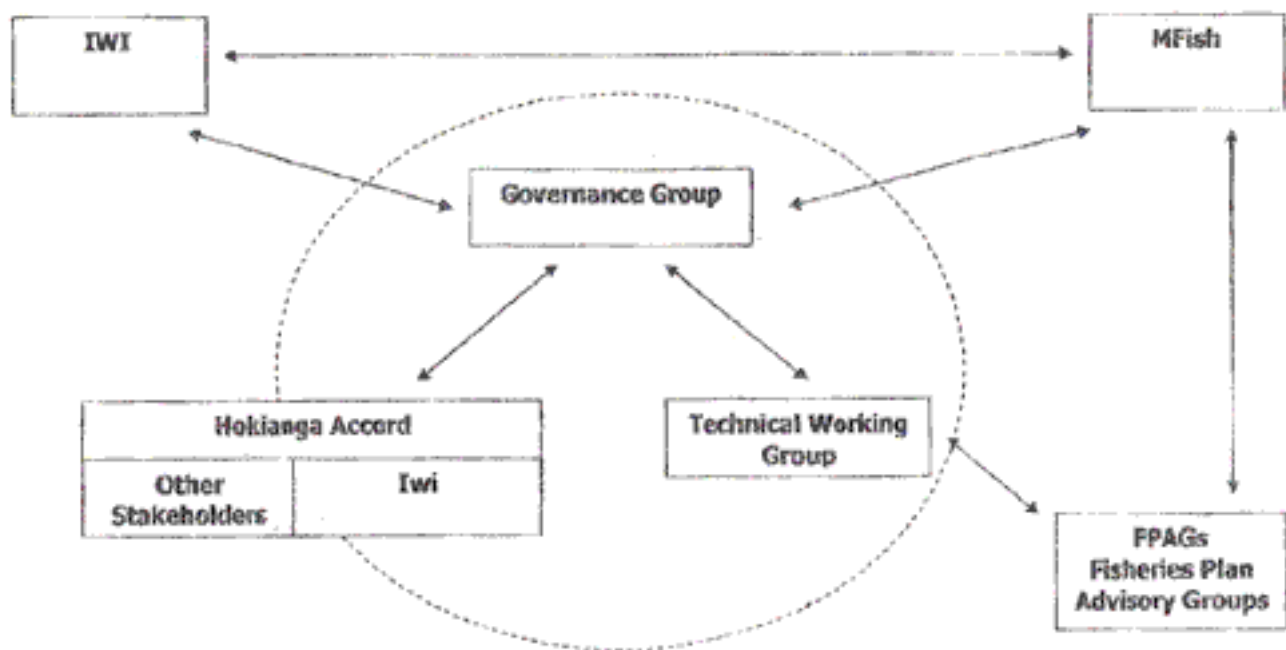 IWI
MFish
Governance Group
Hokianga Accord
Other
Stakeholders
Iwi
Technical Working
Group
FPAGs
Fisheries Plan
Advisory Groups